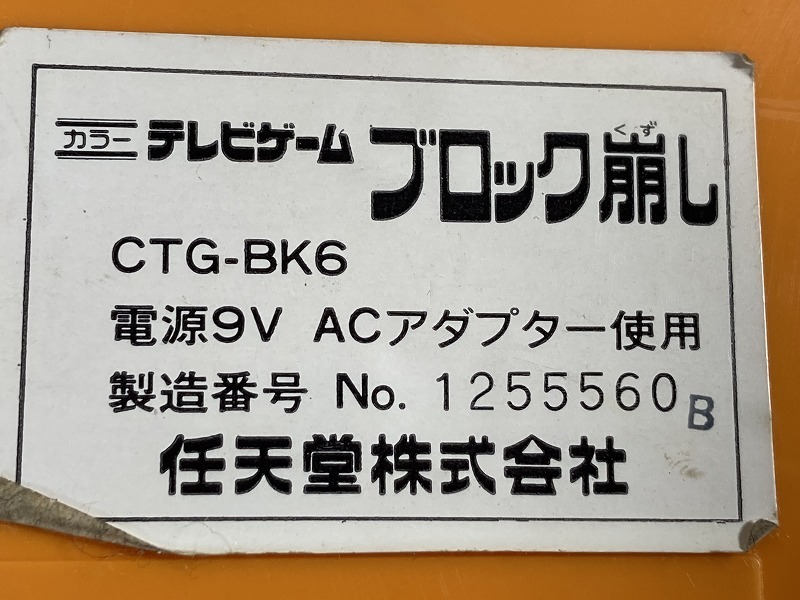 カラー テレビゲーム ブロック崩し
くず
CTG-BK6
電源9V ACアダプター使用
製造番号 No. 1255560 B
任天堂株式会社